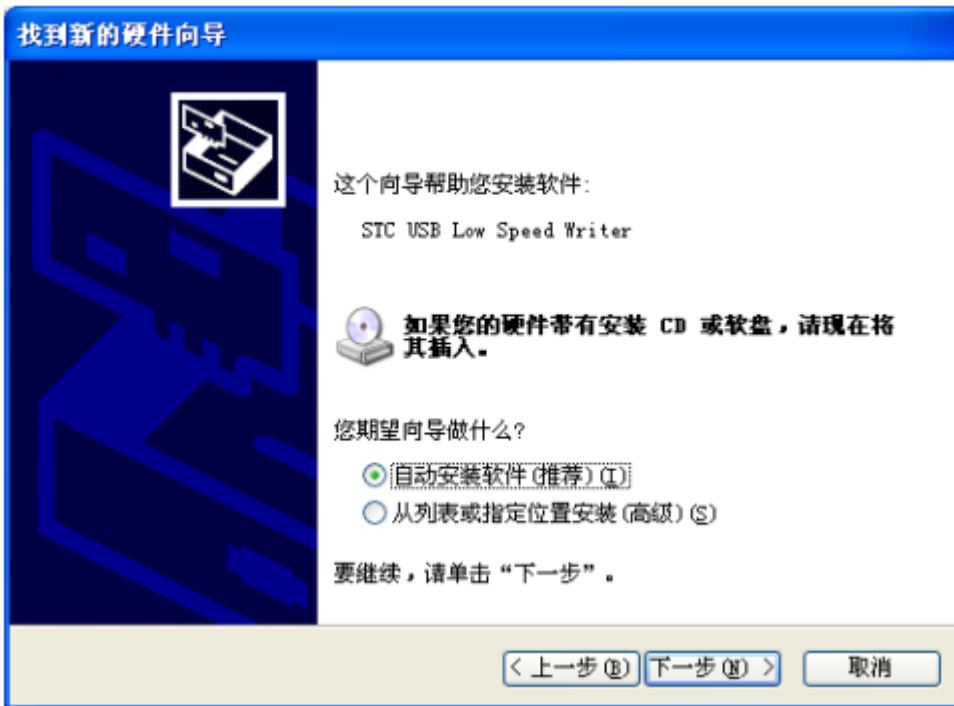 找到新的硬件向导
这个向导帮助您安装软件:
STC USB Low Speed Writer
如果您的硬件带有安装 CD 或软盘，请现在将
其插入。
您期望向导做什么?
自动安装软件(推荐)(I)
从列表或指定位置安装(高级)(S)
要继续，请单击“下一步”。
< 上一步(B) 下一步(N) > 取消